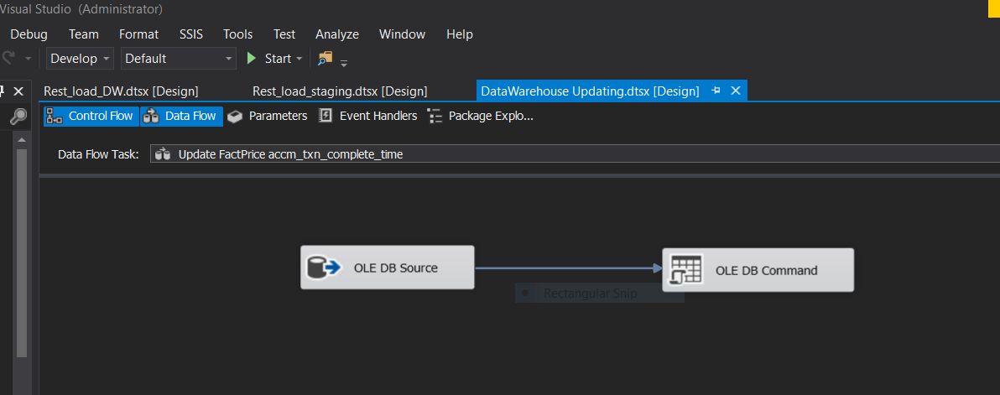 Visual Studio (Administrator)
Debug Team Format SSIS Tools Test Analyze Window Help
Develop Default Start
Rest_load_DW.dtsx [Design] Rest_load_staging.dtsx [Design] DataWarehouse Updating.dtsx [Design]
Control Flow Data Flow Parameters Event Handlers Package Explo...
Data Flow Task: Update FactPrice accm_txn_complete_time
OLE DB Source OLE DB Command
Rectangular Snip